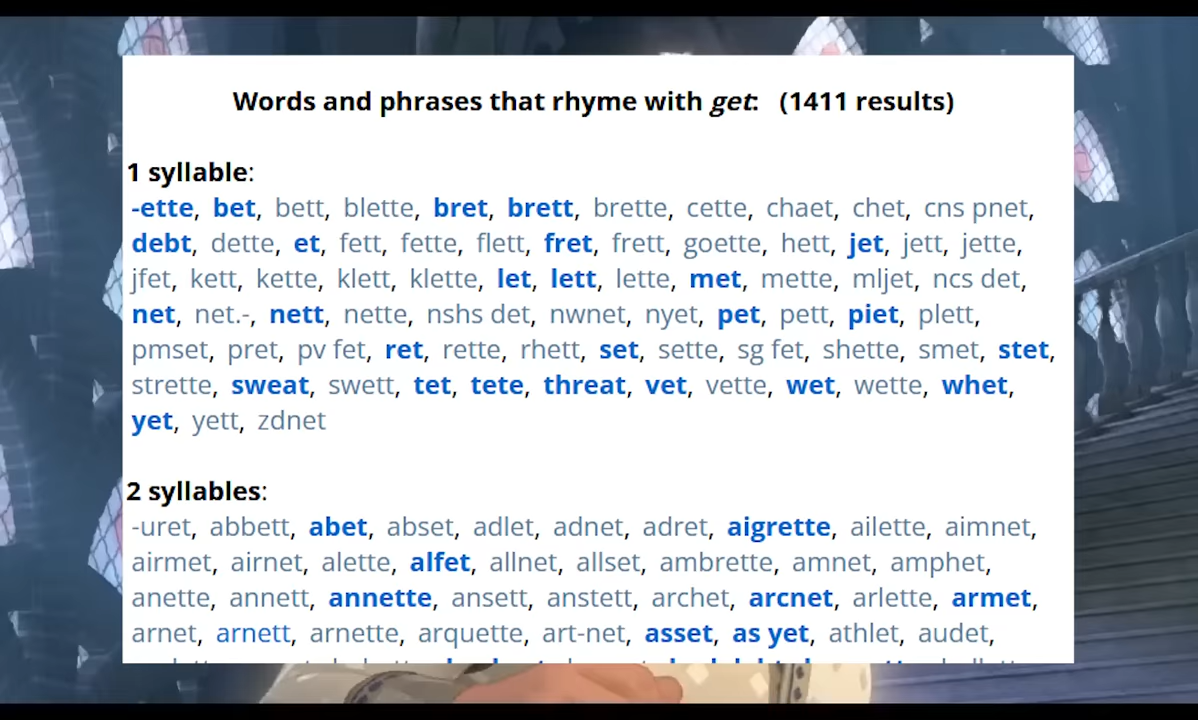 Words and phrases that rhyme with get: (1411 results)
1 syllable:
-ette, bet, bett, blette, bret, brett, brette, cette, chaet, chet, cns pnet,
debt, dette, et, fett, fette, flett, fret, frett, goette, hett, jet, jett, jette,
jfet, kett, kette, klett, klette, let, lett, lette, met, mette, mljet, ncs det,
net, net.-, nett, nette, nshs det, nwnet, nyet, pet, pett, piet, plett,
pmset, pret, pv fet, ret, rette, rhett, set, sette, sg fet, shette, smet, stet,
strette, sweat, swett, tet, tete, threat, vet, vette, wet, wette, whet,
yet, yett, zdnet
2 syllables:
-uret, abbett, abet, abset, adlet, adnet, adret, aigrette, ailette, aimnet,
airmet, airnet, alette, alfet, allnet, allset, ambrette, amnet, amphet,
anette, annett, annette, ansett, anstett, archet, arcnet, arlette, armet,
arnet, arnett, arnette, arquette, art-net, asset, as yet, athlet, audet,